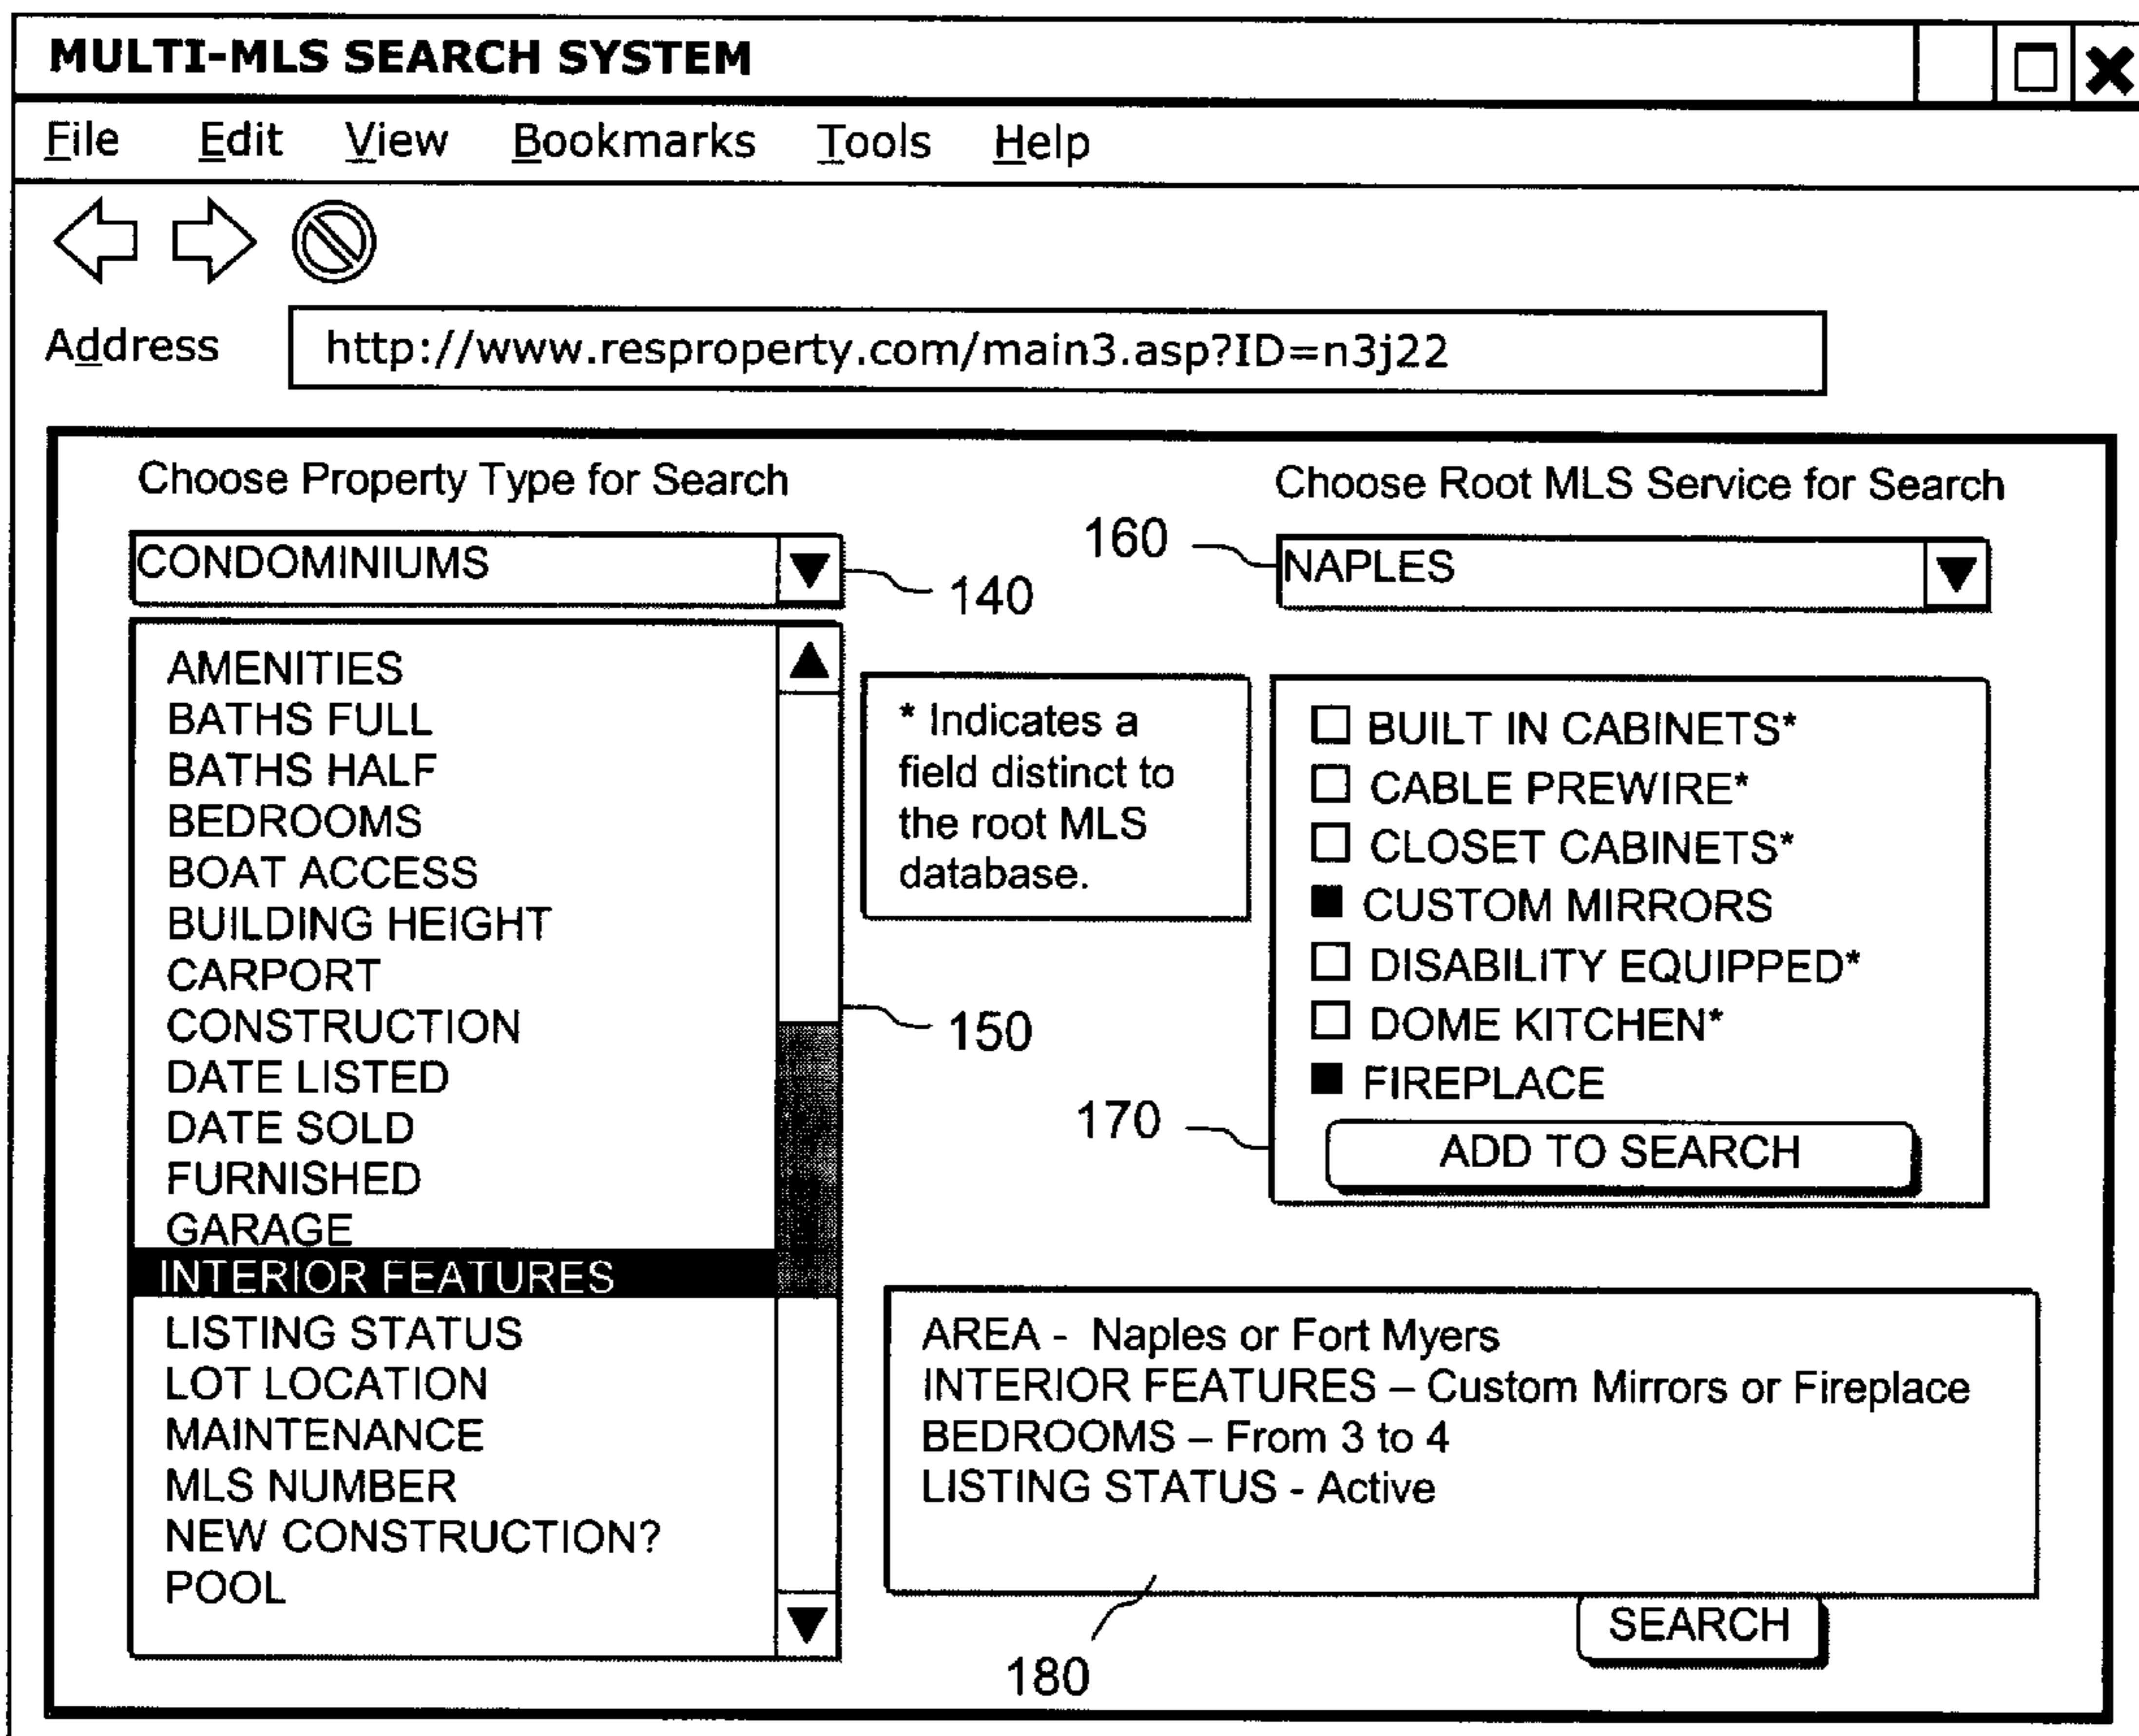 MULTI-MLS SEARCH SYSTEM
File Edit View Bookmarks Tools Help
Address http://www.resproperty.com/main3.asp?ID=n3j22
Choose Property Type for Search
CONDOMINIUMS
140
AMENITIES
BATHS FULL
BATHS HALF
BEDROOMS
BOAT ACCESS
BUILDING HEIGHT
CARPORT
CONSTRUCTION
DATE LISTED
DATE SOLD
FURNISHED
GARAGE
INTERIOR FEATURES
LISTING STATUS
LOT LOCATION
MAINTENANCE
MLS NUMBER
NEW CONSTRUCTION?
POOL
150
* Indicates a
field distinct to
the root MLS
database.
Choose Root MLS Service for Search
160
NAPLES
BUILT IN CABINETS*
CABLE PREWIRE*
CLOSET CABINETS*
CUSTOM MIRRORS
DISABILITY EQUIPPED*
DOME KITCHEN*
FIREPLACE
170
ADD TO SEARCH
AREA - Naples or Fort Myers
INTERIOR FEATURES – Custom Mirrors or Fireplace
BEDROOMS – From 3 to 4
LISTING STATUS - Active
180
SEARCH